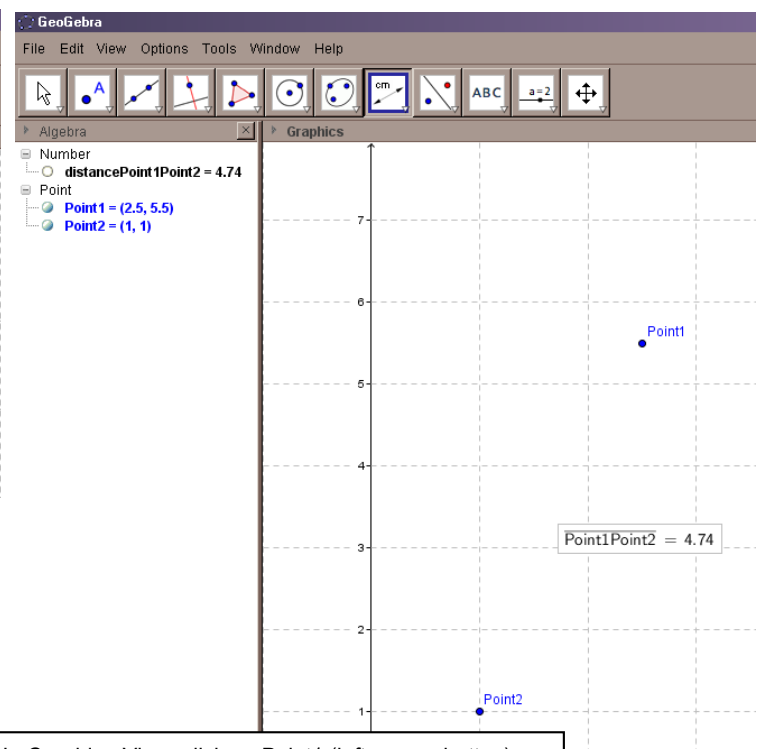 GeoGebra
File Edit View Options Tools Window Help
A
cm
ABC
a=2
Algebra
Graphics
Number
distancePoint1Point2 = 4.74
Point
Point1 = (2.5, 5.5)
Point2 = (1, 1)
7
6
Point1
5
4
Point1Point2 = 4.74
3
2
Point2
1